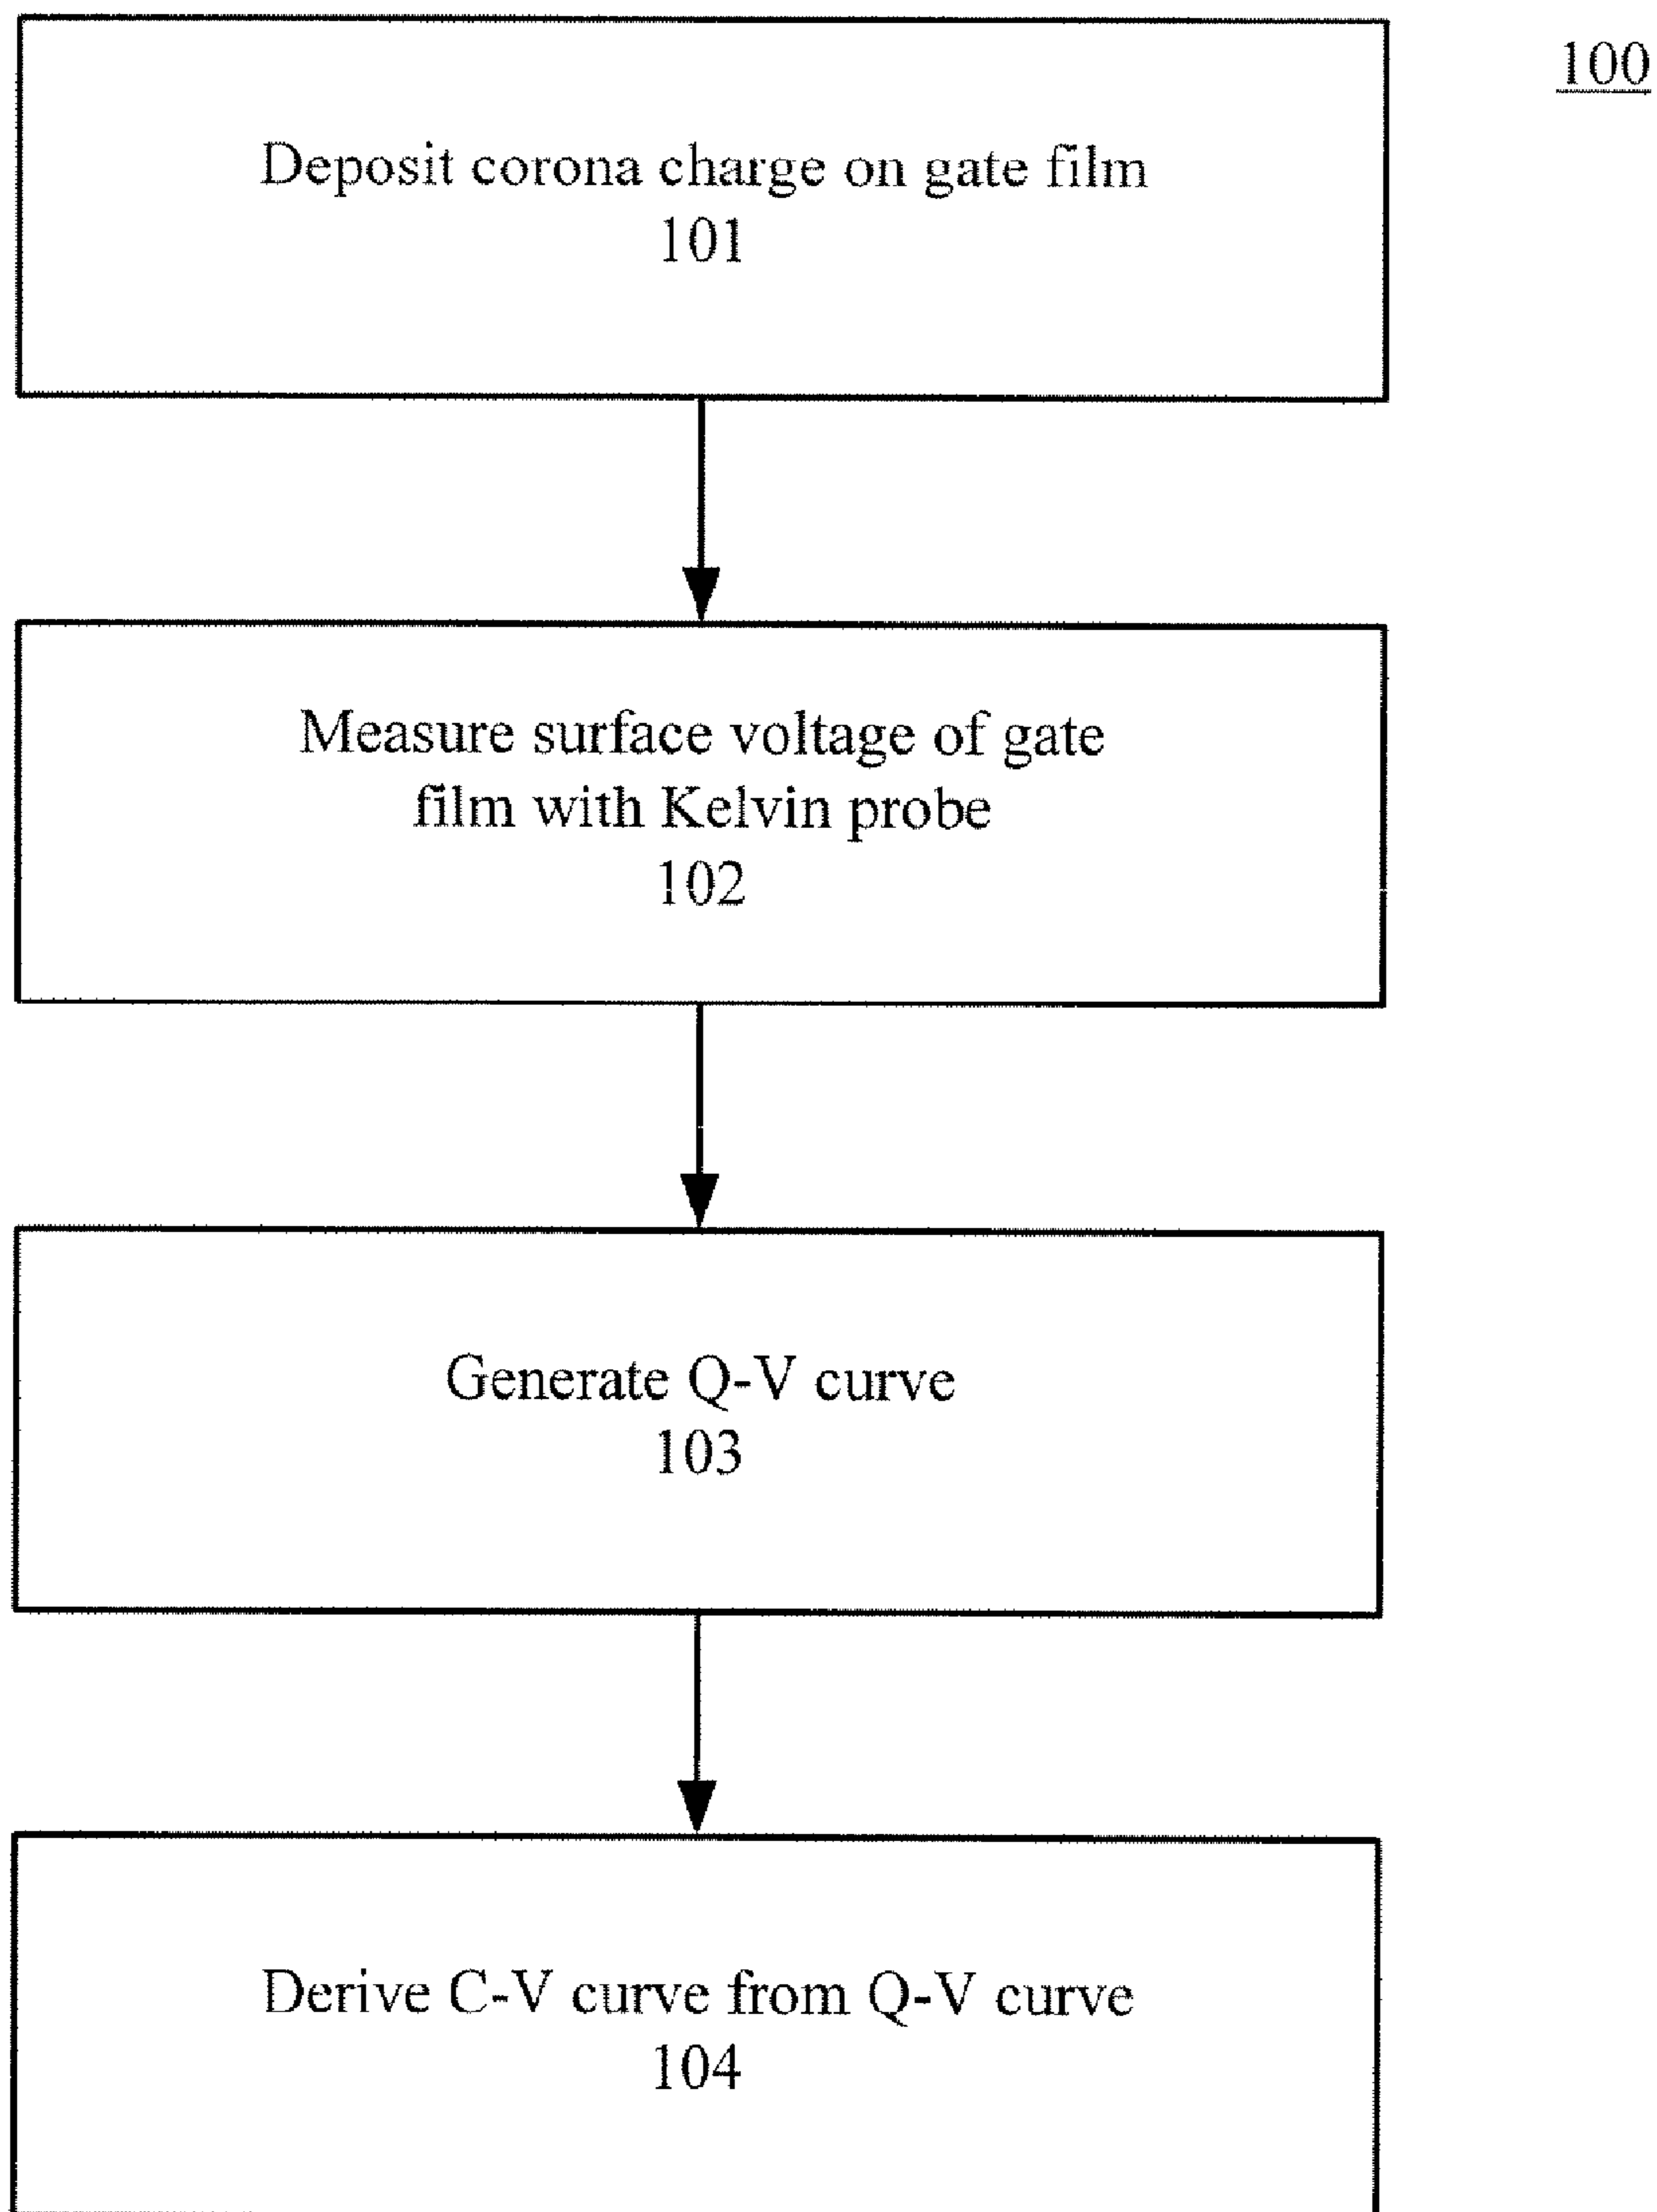 100
Deposit corona charge on gate film
101
Measure surface voltage of gate
film with Kelvin probe
102
Generate Q-V curve
103
Derive C-V curve from Q-V curve
104